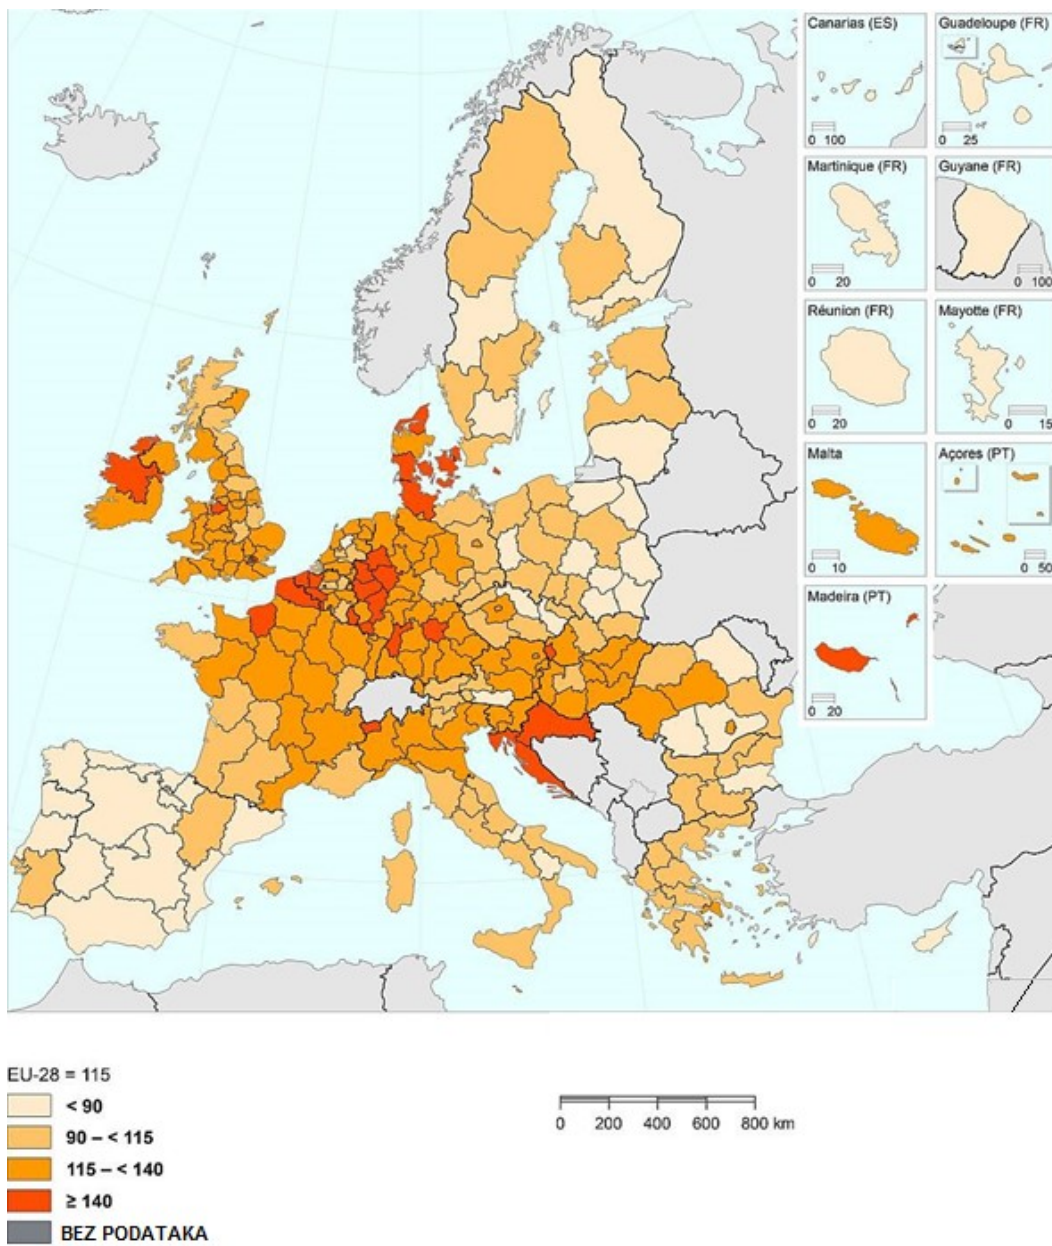 Canarias (ES)
0 100
Guadeloupe (FR)
0 25
Martinique (FR)
0 20
Guyane (FR)
0 100
Réunion (FR)
0 20
Mayotte (FR)
0 15
Malta
0 10
Açores (PT)
0 50
Madeira (PT)
0 20
EU-28 = 115
< 90
90 – < 115
115 – < 140
≥ 140
BEZ PODATAKA
0 200 400 600 800 km